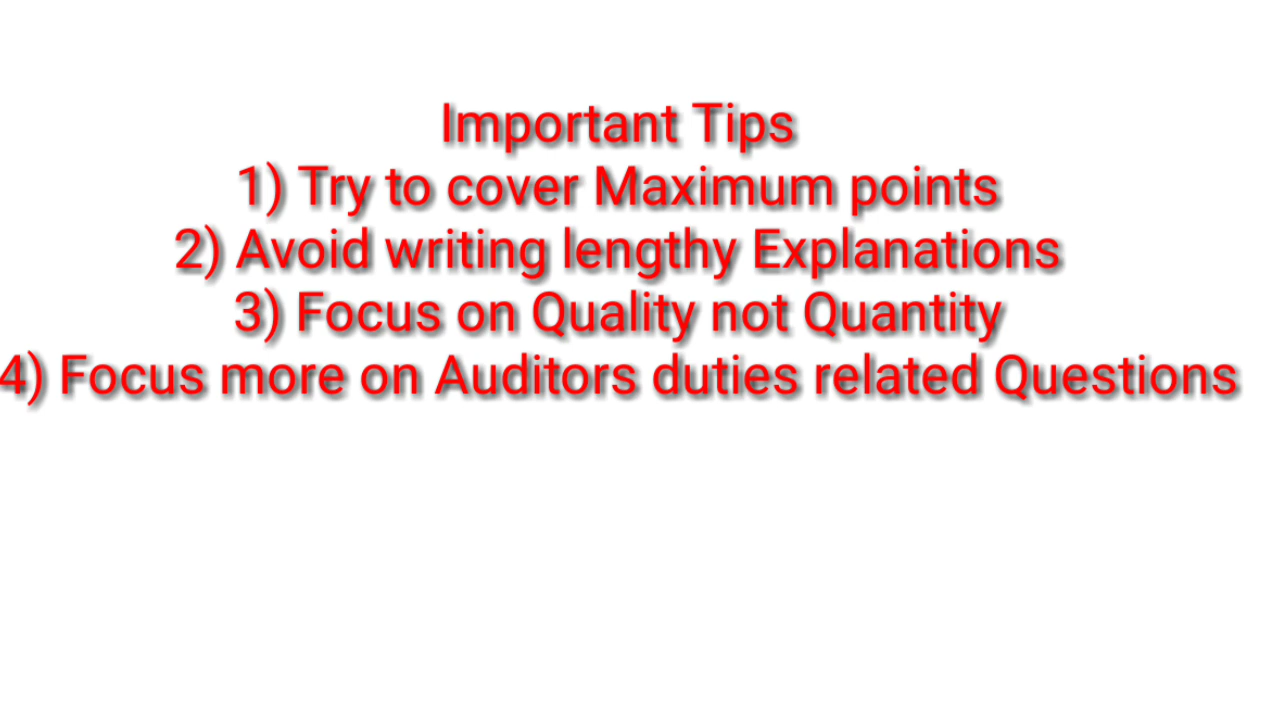 Important Tips
1) Try to cover Maximum points
2) Avoid writing lengthy Explanations
3) Focus on Quality not Quantity
4) Focus more on Auditors duties related Questions